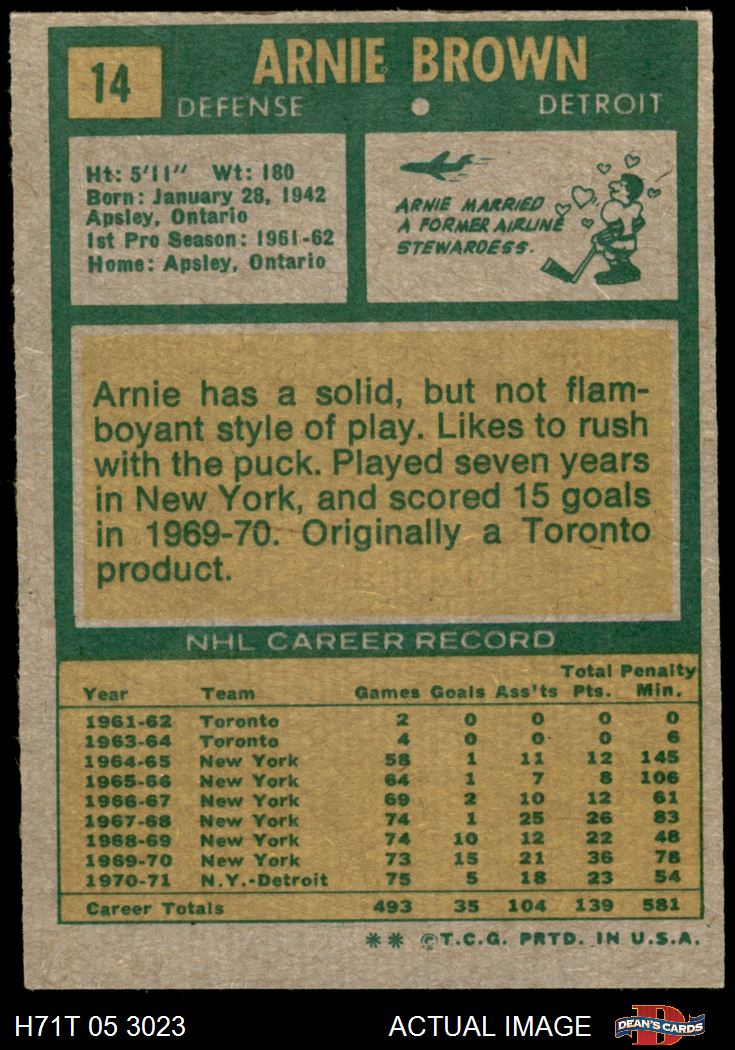 14
ARNIE BROWN
DEFENSE
DETROIT
Ht: 5'11" Wt: 180
Born: January 28, 1942
Apsley, Ontario
1st Pro Season: 1961-62
Home: Apsley, Ontario
ARNIE MARRIED
A FORMER AIRLINE
STEWARDESS.
Arnie has a solid, but not flam-
boyant style of play. Likes to rush
with the puck. Played seven years
in New York, and scored 15 goals
in 1969-70. Originally a Toronto
product.
NHL CAREER RECORD
Total Penalty
Year Team Games Goals Ass'ts Pts. Min.
1961-62 Toronto 2 0 0 0 0
1963-64 Toronto 4 0 0 0 6
1964-65 New York 58 1 11 12 145
1965-66 New York 64 1 7 8 106
1966-67 New York 69 2 10 12 61
1967-68 New York 74 1 25 26 83
1968-69 New York 74 10 12 22 48
1969-70 New York 73 15 21 36 78
1970-71 N.Y.-Detroit 75 5 18 23 54
Career Totals 493 35 104 139 581
** ©T.C.G. PRTD. IN U.S.A.
H71T 05 3023
ACTUAL IMAGE
DEAN'S CARDS